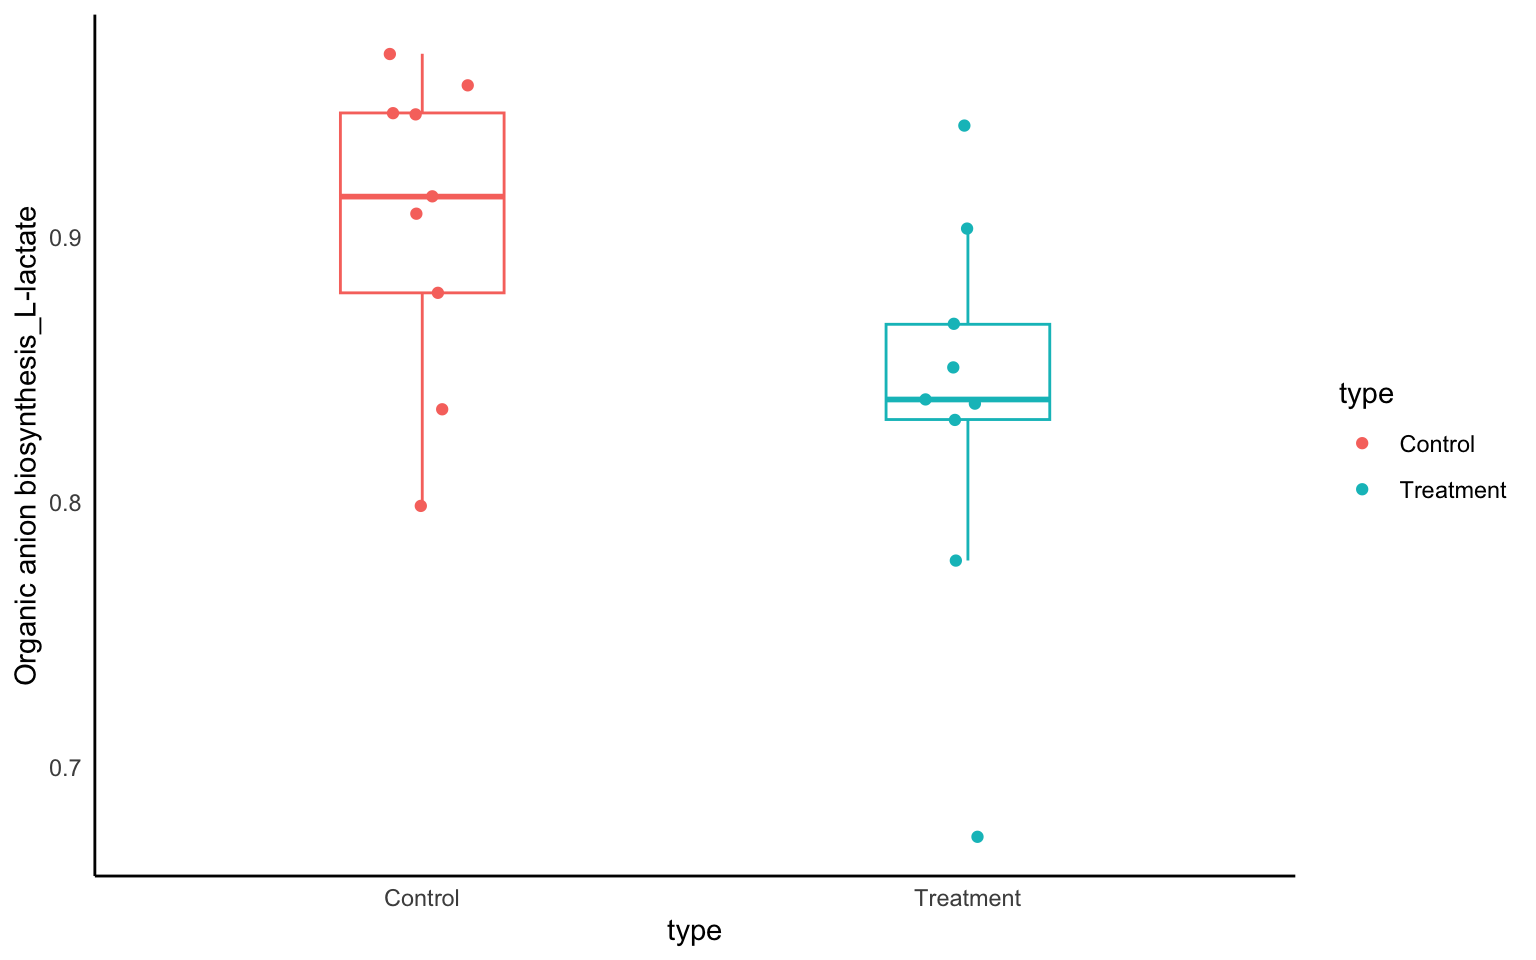 Organic anion biosynthesis_L-lactate
0.9
0.8
0.7
Control
Treatment
type
type
Control
Treatment